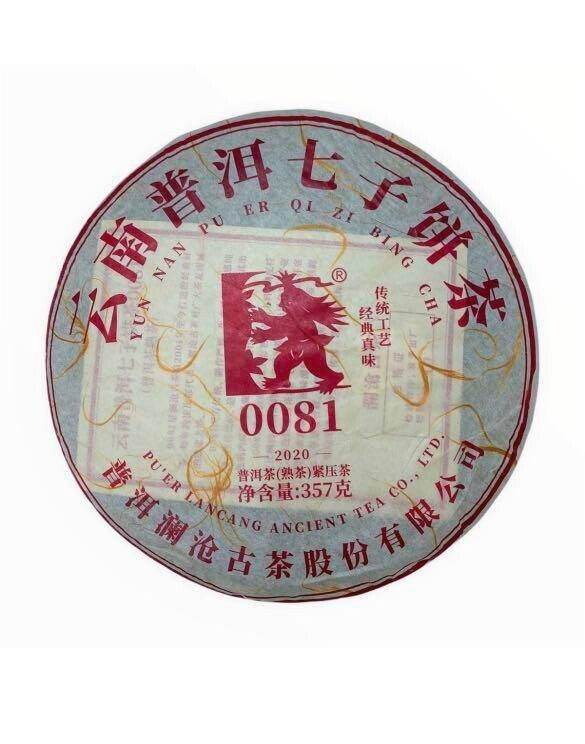 云南普洱七子饼茶
YUN NAN PU ER QI ZI BING CHA
®
传统工艺
经典真味
0081
2020
普洱茶(熟茶)紧压茶
净含量:357克
PU'ER LANCANG ANCIENT TEA CO., LTD.
普洱澜沧古茶股份有限公司